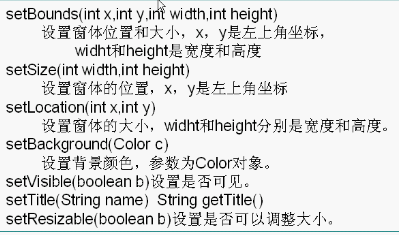 setBounds(int x,int y,int width,int height)
设置窗体位置和大小，x，y是左上角坐标，
widht和height是宽度和高度
setSize(int width,int height)
设置窗体的位置，x，y是左上角坐标
setLocation(int x,int y)
设置窗体的大小，widht和height分别是宽度和高度。
setBackground(Color c)
设置背景颜色，参数为Color对象。
setVisible(boolean b)设置是否可见。
setTitle(String name)  String getTitle()
setResizable(boolean b)设置是否可以调整大小。